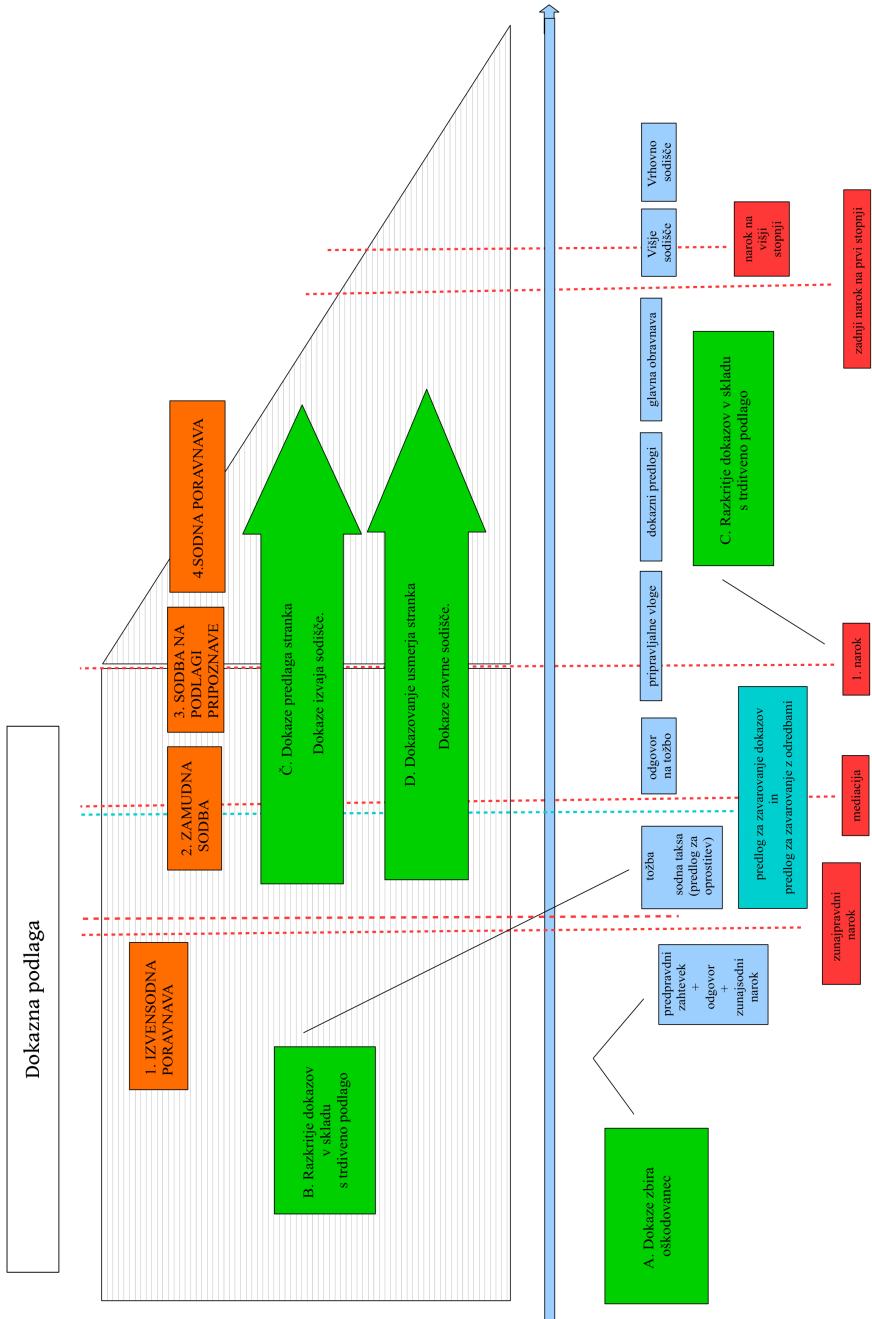 Dokazna podlaga
1. IZVENSODNA
PORAVNAVA
2. ZAMUDNA
SODBA
3. SODBA NA
PODLAGI
PRIPOZNAVE
4.SODNA PORAVNAVA
B. Razkritje dokazov
v skladu
s trdiveno podlago
Č. Dokaze predlaga stranka
Dokaze izvaja sodišče.
D. Dokazovanje usmerja stranka
Dokaze zavrne sodišče.
A. Dokaze zbira
oškodovanec
predpravdni
zahtevek
+
odgovor
+
zunajsodni
narok
tožba
sodna taksa
(predlog za
oprostitev)
odgovor
na tožbo
pripravljalne vloge
dokazni predlogi
glavna obravnava
Višje
sodišče
Vrhovno
sodišče
predlog za zavarovanje dokazov
in
predlog za zavarovanje z odredbami
C. Razkritje dokazov v skladu
s trditveno podlago
narok na
višji
stopnji
zunajpravdni
narok
mediacija
1. narok
zadnji narok na prvi stopnji